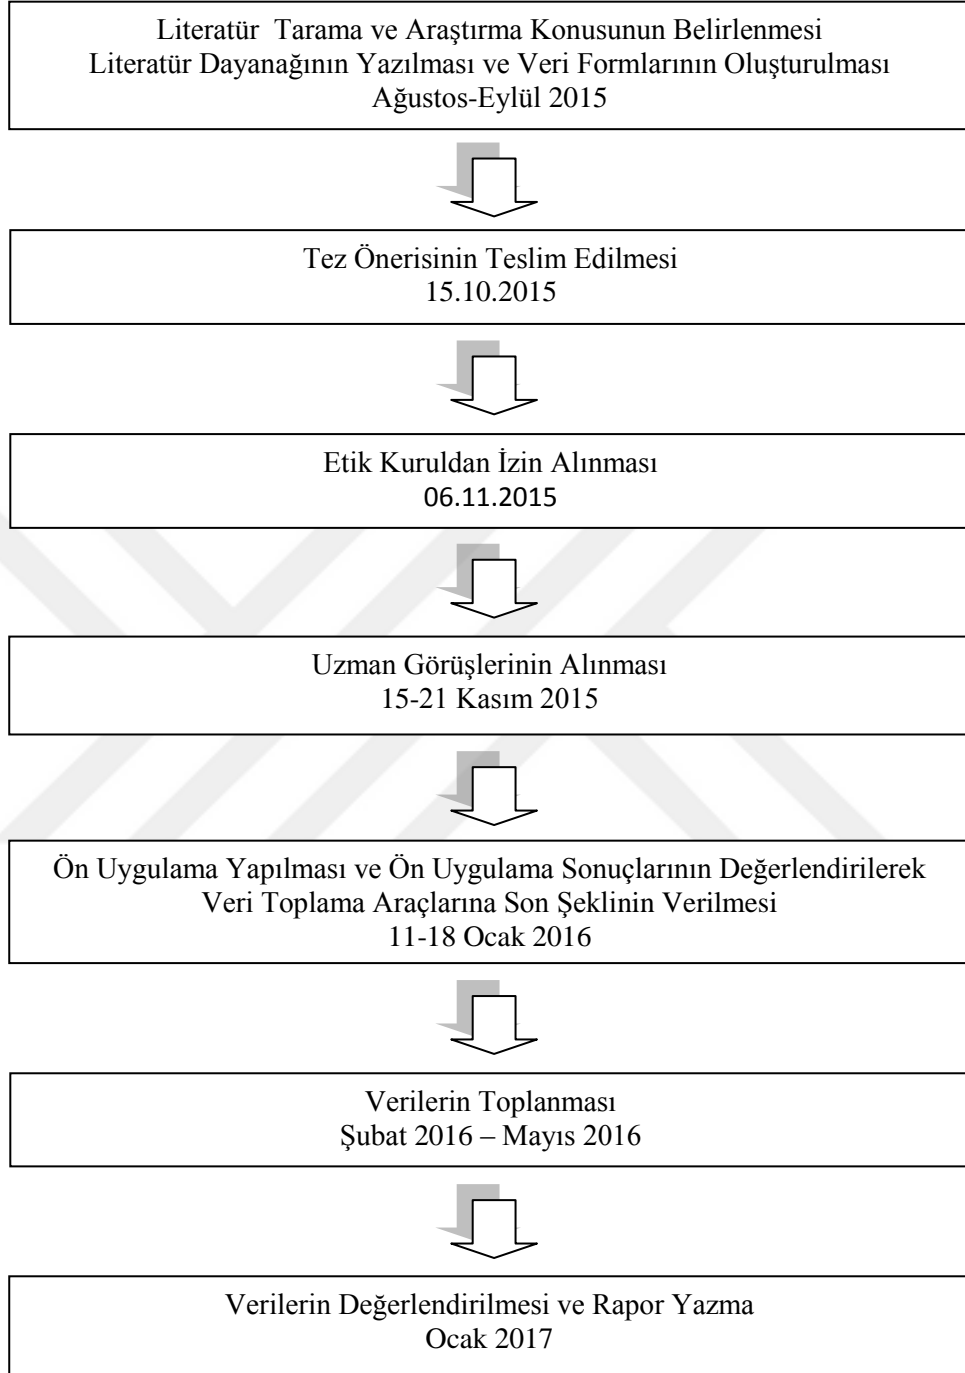 Literatür Tarama ve Araştırma Konusunun Belirlenmesi
Literatür Dayanağının Yazılması ve Veri Formlarının Oluşturulması
Ağustos-Eylül 2015
Tez Önerisinin Teslim Edilmesi
15.10.2015
Etik Kuruldan İzin Alınması
06.11.2015
Uzman Görüşlerinin Alınması
15-21 Kasım 2015
Ön Uygulama Yapılması ve Ön Uygulama Sonuçlarının Değerlendirilerek
Veri Toplama Araçlarına Son Şeklinin Verilmesi
11-18 Ocak 2016
Verilerin Toplanması
Şubat 2016 – Mayıs 2016
Verilerin Değerlendirilmesi ve Rapor Yazma
Ocak 2017